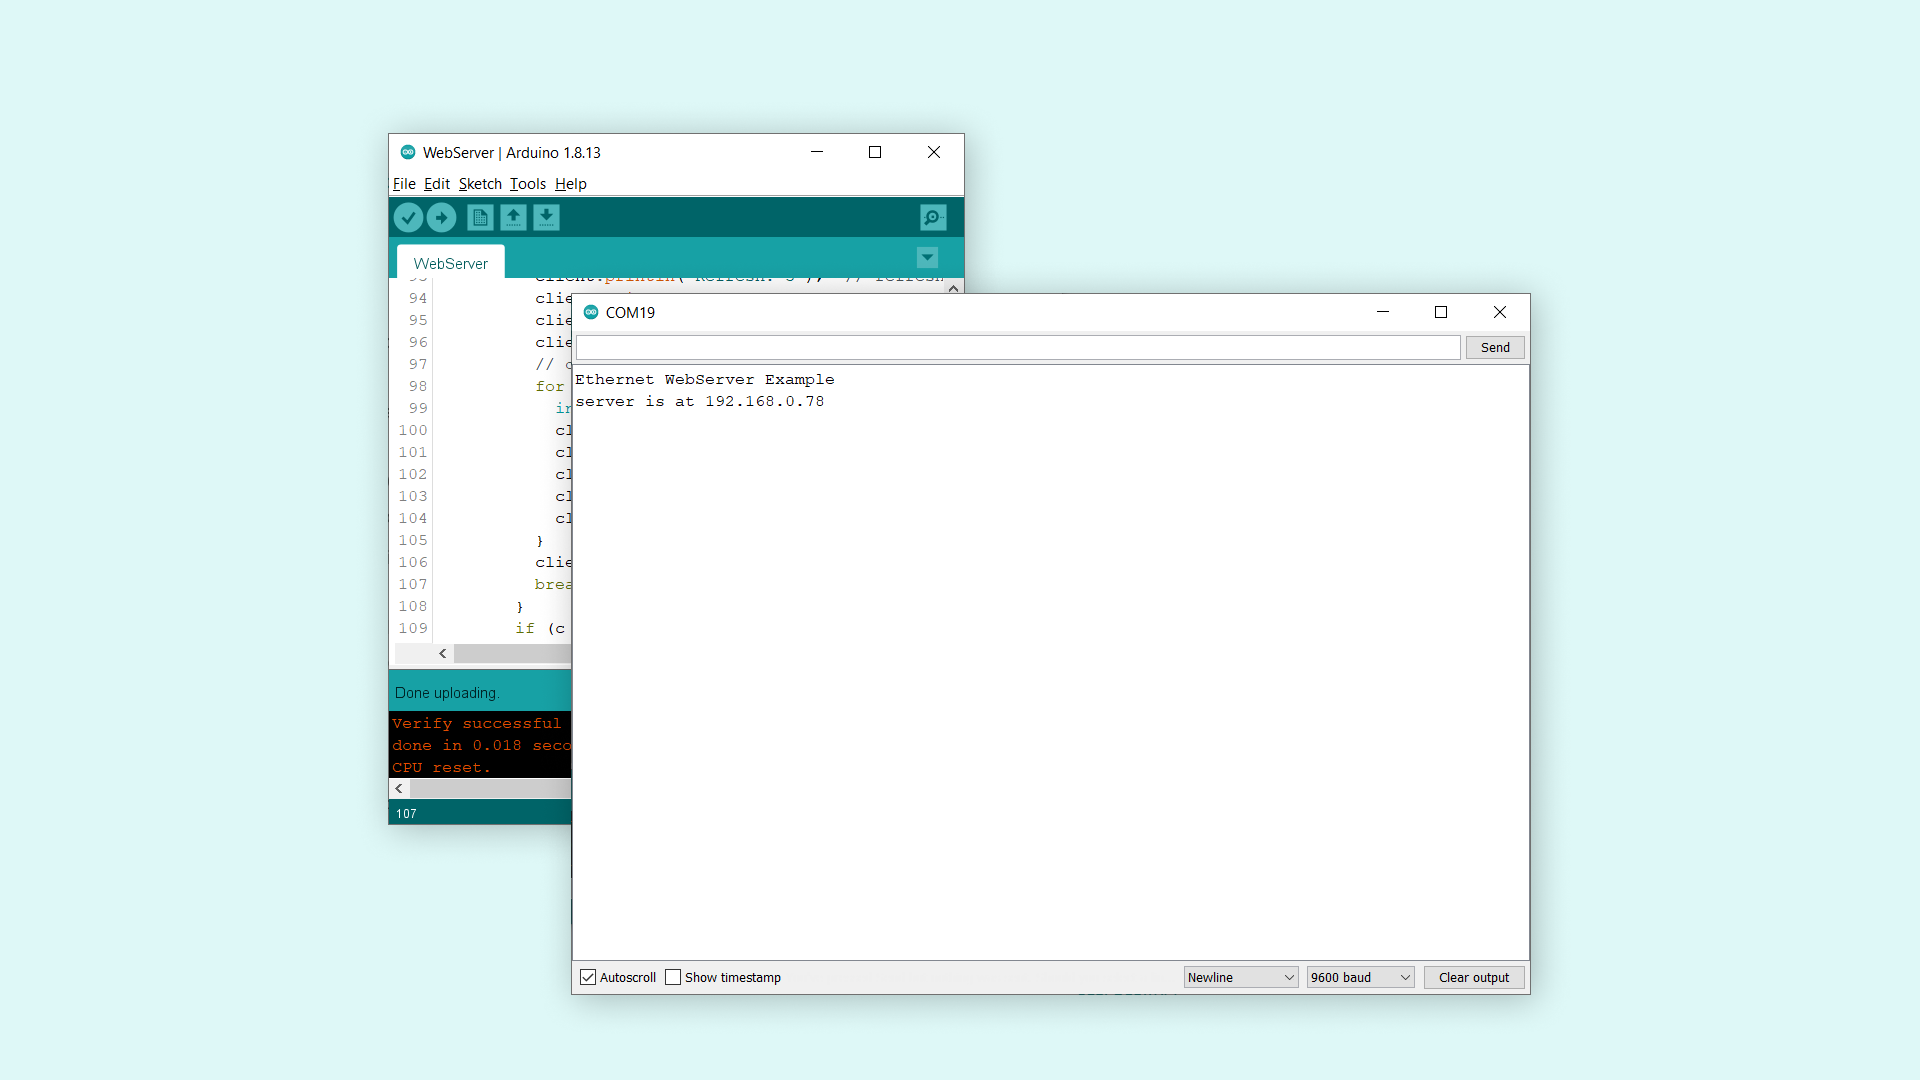 WebServer | Arduino 1.8.13
File Edit Sketch Tools Help
WebServer
94 clie
95 clie
96 clie
97 //
98 for
99 in
100 cl
101 cl
102 cl
103 cl
104 cl
105 }
106 clie
107 brea
108 }
109 if (c
Done uploading.
Verify successful
done in 0.018 seco
CPU reset.
107
COM19
Send
Ethernet WebServer Example
server is at 192.168.0.78
Autoscroll Show timestamp Newline 9600 baud Clear output